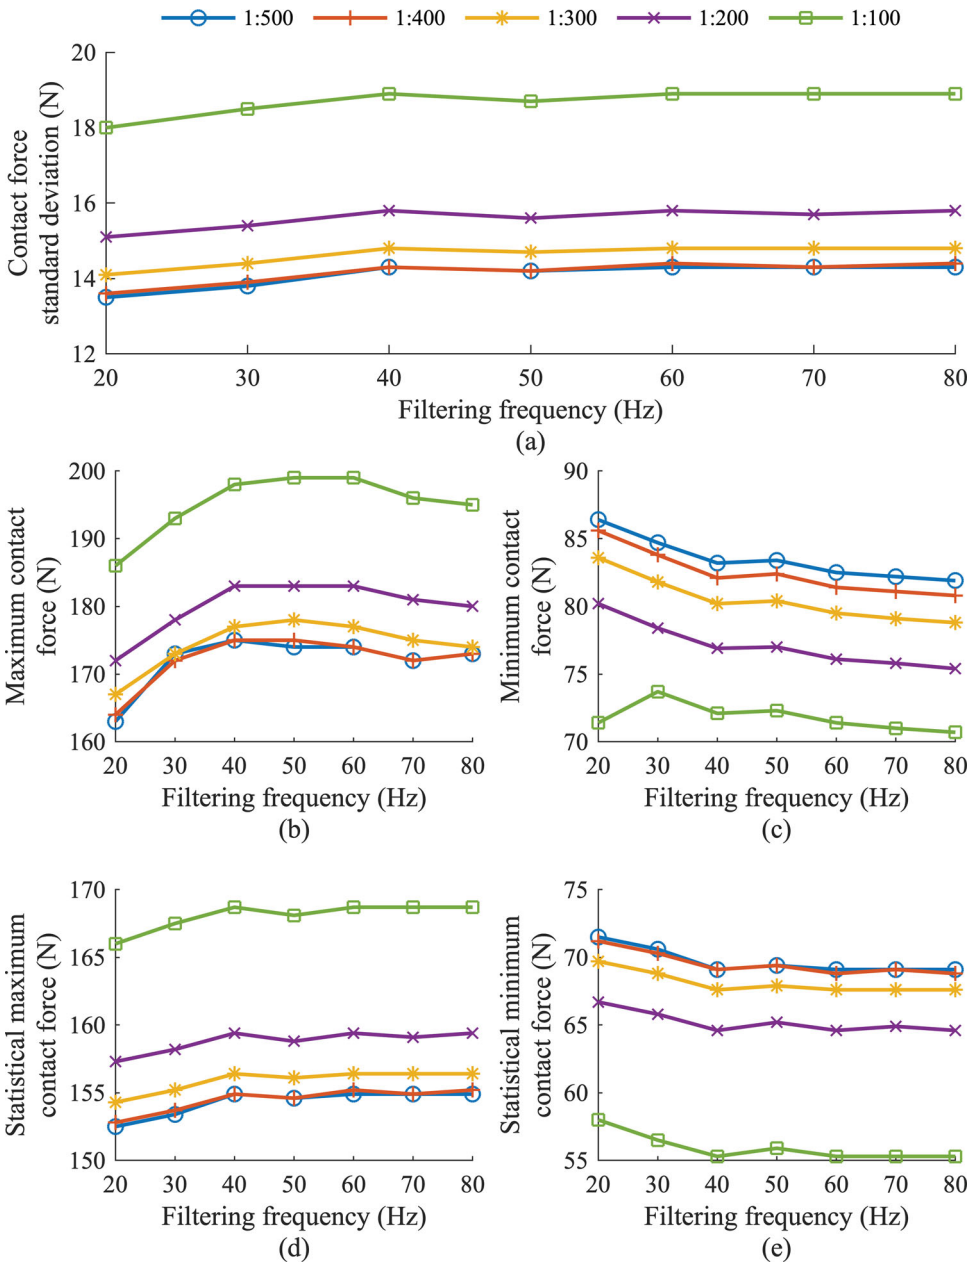 1:500 1:400 1:300 1:200 1:100
Contact force
standard deviation (N)
20
18
16
14
12
20 30 40 50 60 70 80
Filtering frequency (Hz)
(a)
Maximum contact
force (N)
200
190
180
170
160
20 30 40 50 60 70 80
Filtering frequency (Hz)
(b)
Minimum contact
force (N)
90
85
80
75
70
20 30 40 50 60 70 80
Filtering frequency (Hz)
(c)
Statistical maximum
contact force (N)
170
165
160
155
150
20 30 40 50 60 70 80
Filtering frequency (Hz)
(d)
Statistical minimum
contact force (N)
75
70
65
60
55
20 30 40 50 60 70 80
Filtering frequency (Hz)
(e)